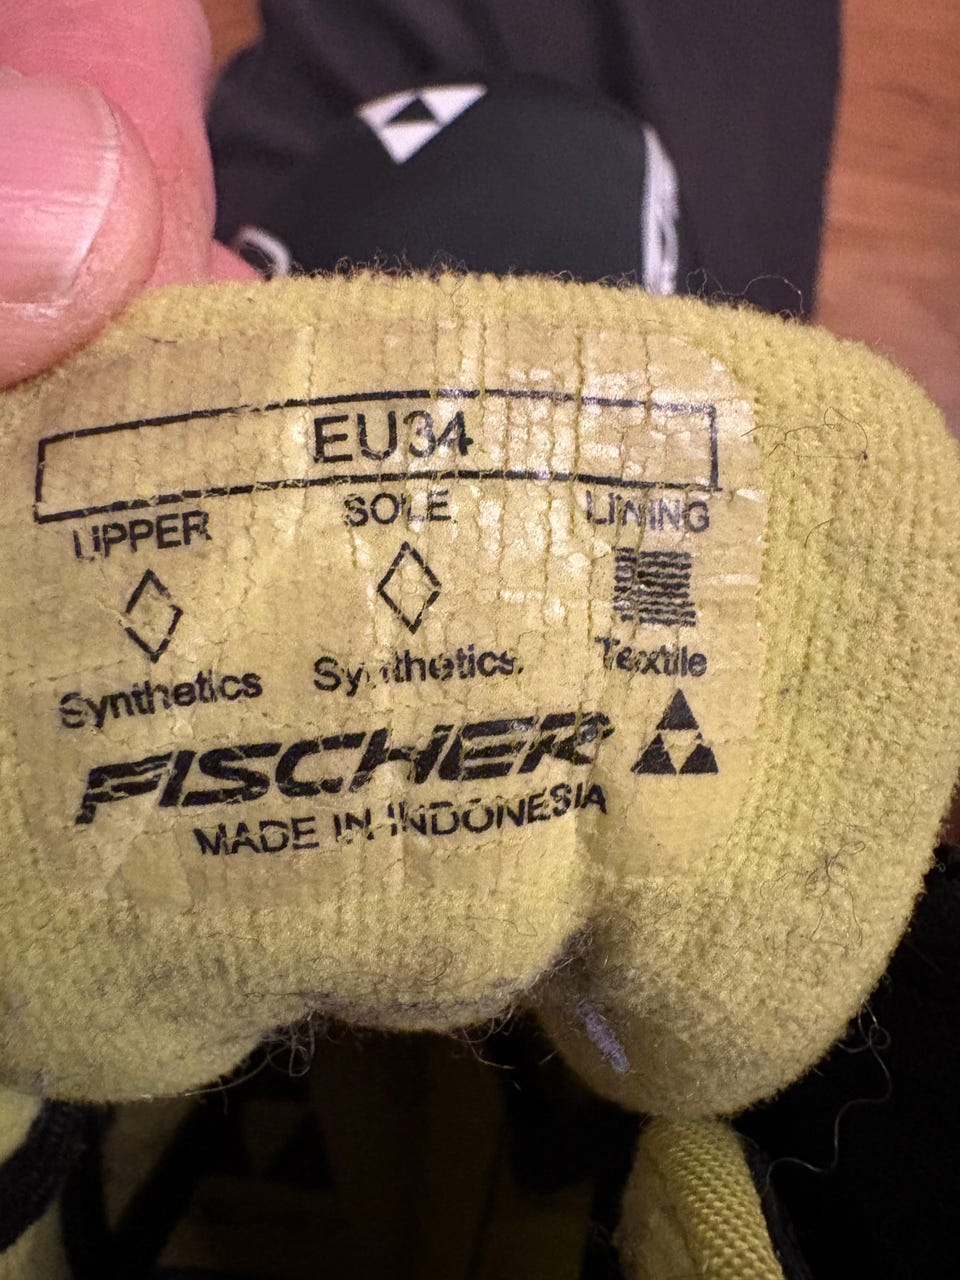 EU34
UPPER SOLE LINING
Synthetics Synthetics Textile
FISCHER
MADE IN INDONESIA